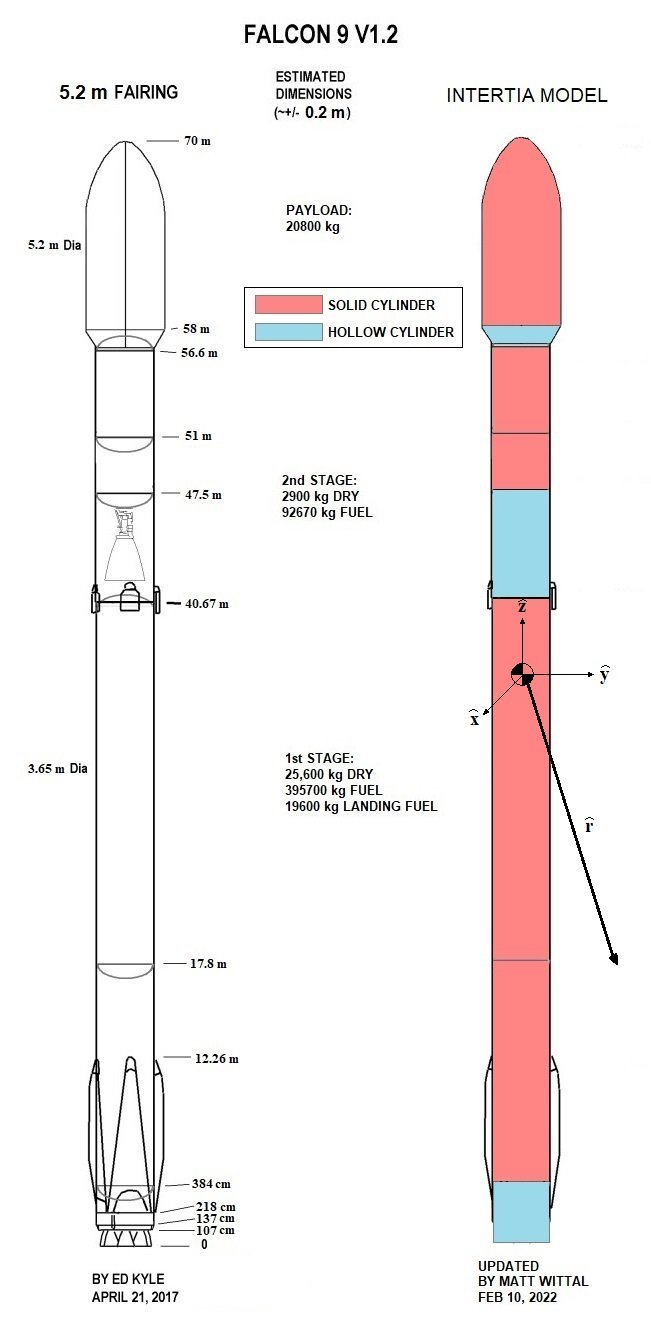 FALCON 9 V1.2
5.2 m FAIRING
ESTIMATED
DIMENSIONS
(~+/- 0.2 m)
INTERTIA MODEL
70 m
PAYLOAD:
20800 kg
5.2 m Dia
SOLID CYLINDER
HOLLOW CYLINDER
58 m
56.6 m
51 m
47.5 m
2nd STAGE:
2900 kg DRY
92670 kg FUEL
40.67 m
ẑ
ŷ
x̂
3.65 m Dia
1st STAGE:
25,600 kg DRY
395700 kg FUEL
19600 kg LANDING FUEL
r̂
17.8 m
12.26 m
384 cm
218 cm
137 cm
107 cm
0
BY ED KYLE
APRIL 21, 2017
UPDATED
BY MATT WITTAL
FEB 10, 2022